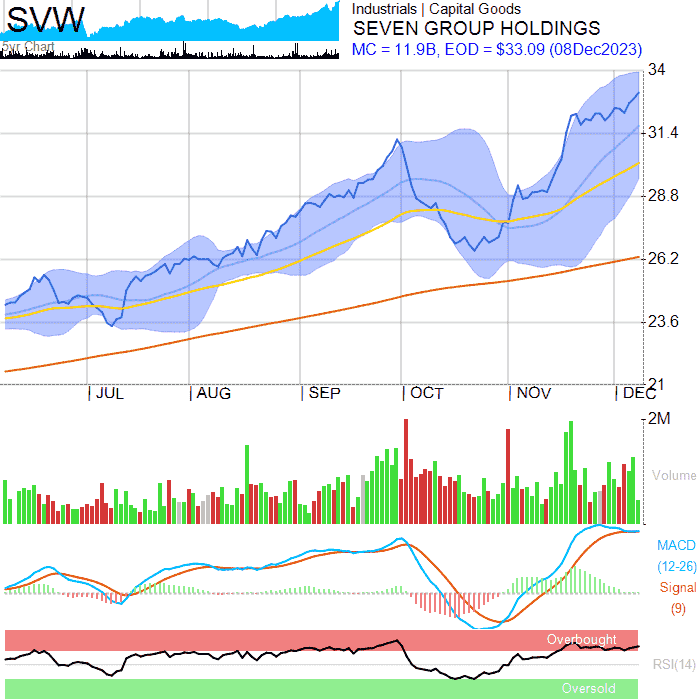 SVW
5yr Chart
Industrials | Capital Goods
SEVEN GROUP HOLDINGS
MC = 11.9B, EOD = $33.09 (08Dec2023)
34
31.4
28.8
26.2
23.6
21
JUL AUG SEP OCT NOV DEC
2M
Volume
MACD
(12-26)
Signal
(9)
Overbought
RSI(14)
Oversold